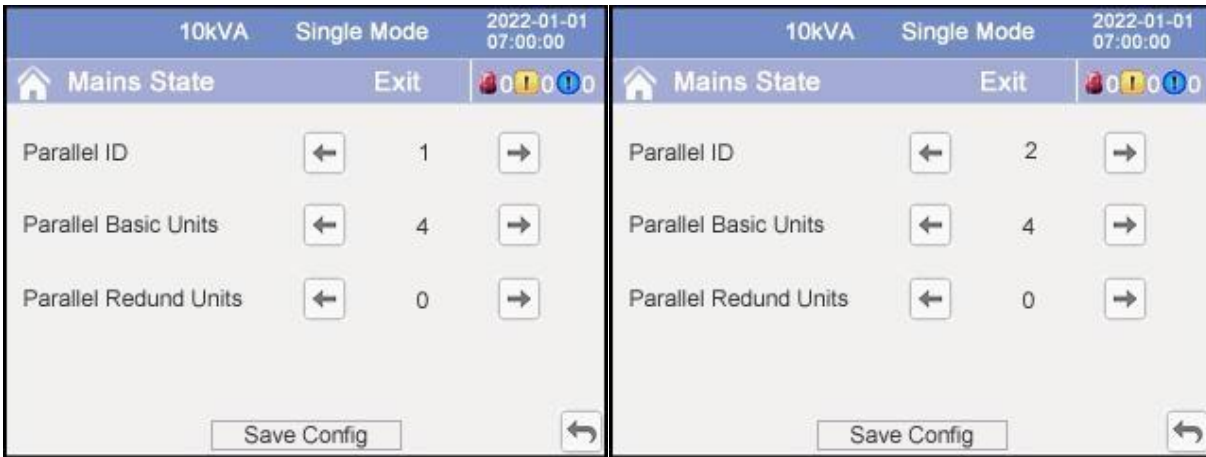 10kVA Single Mode 2022-01-01
07:00:00
Mains State Exit 0 0 0
Parallel ID 1
Parallel Basic Units 4
Parallel Redund Units 0
Save Config
10kVA Single Mode 2022-01-01
07:00:00
Mains State Exit 0 0 0
Parallel ID 2
Parallel Basic Units 4
Parallel Redund Units 0
Save Config